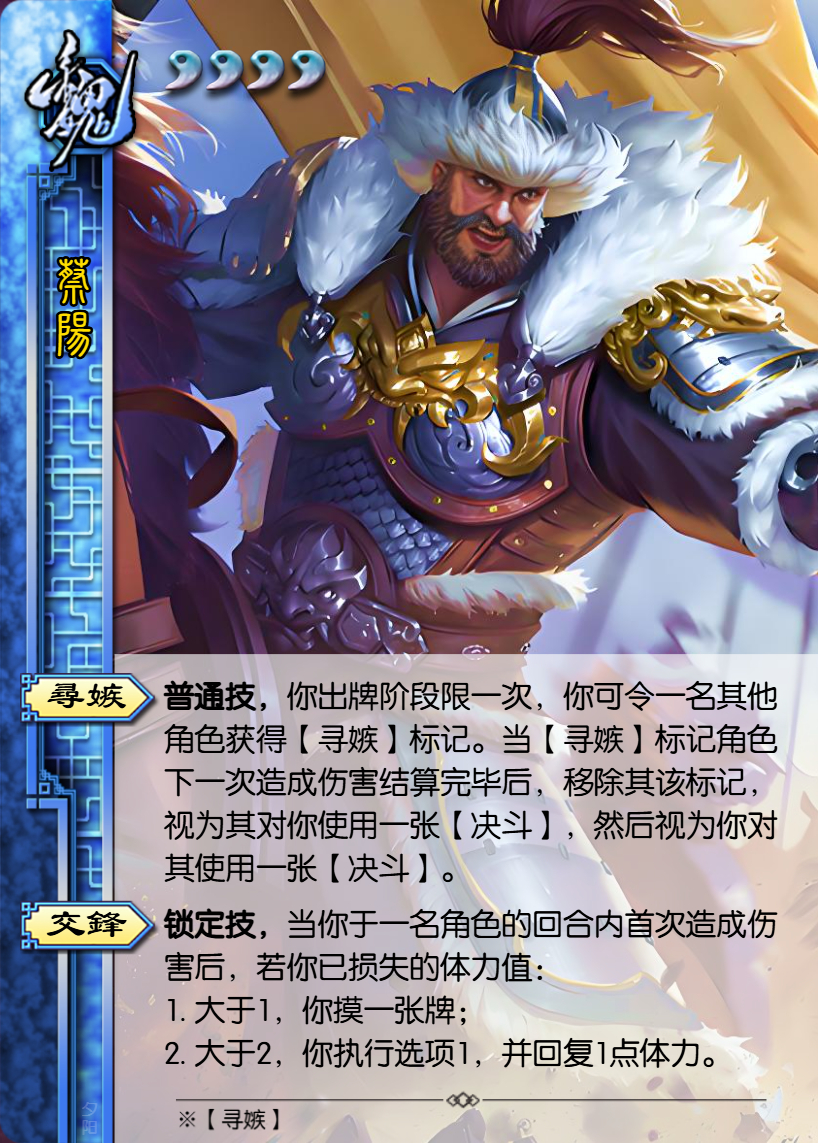 魏
蔡陽
尋嫉
普通技，你出牌阶段限一次，你可令一名其他
角色获得【寻嫉】标记。当【寻嫉】标记角色
下一次造成伤害结算完毕后，移除其该标记，
视为其对你使用一张【决斗】，然后视为你对
其使用一张【决斗】。
交鋒
锁定技，当你于一名角色的回合内首次造成伤
害后，若你已损失的体力值：
1. 大于1，你摸一张牌；
2. 大于2，你执行选项1，并回复1点体力。
※【寻嫉】
夕阳